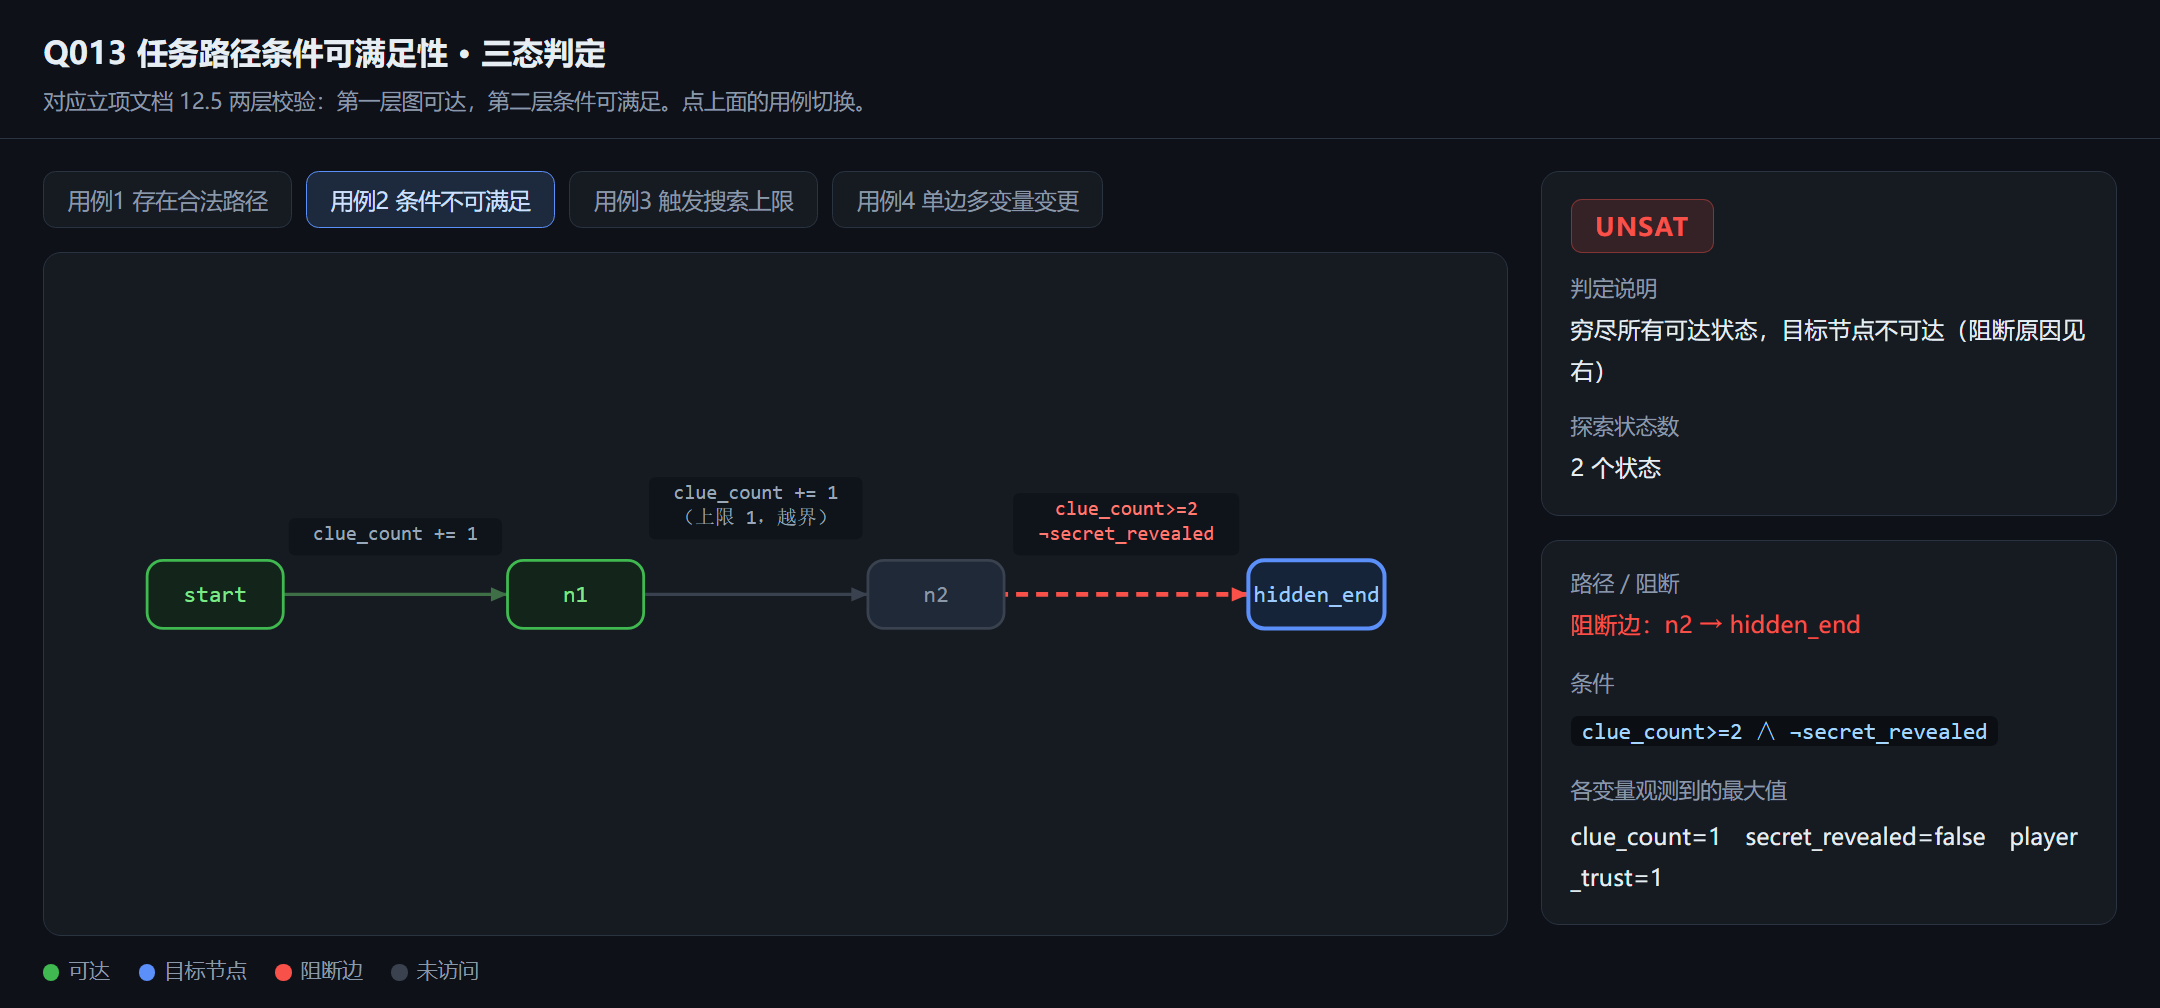 Q013 任务路径条件可满足性 • 三态判定
对应立项文档 12.5 两层校验：第一层图可达，第二层条件可满足。点上面的用例切换。
用例1 存在合法路径
用例2 条件不可满足
用例3 触发搜索上限
用例4 单边多变量变更
clue_count += 1
clue_count += 1
（上限 1，越界）
clue_count>=2
¬secret_revealed
start
n1
n2
hidden_end
可达
目标节点
阻断边
未访问
UNSAT
判定说明
穷尽所有可达状态，目标节点不可达（阻断原因见
右）
探索状态数
2 个状态
路径 / 阻断
阻断边：n2 → hidden_end
条件
clue_count>=2 ∧ ¬secret_revealed
各变量观测到的最大值
clue_count=1 secret_revealed=false player
_trust=1